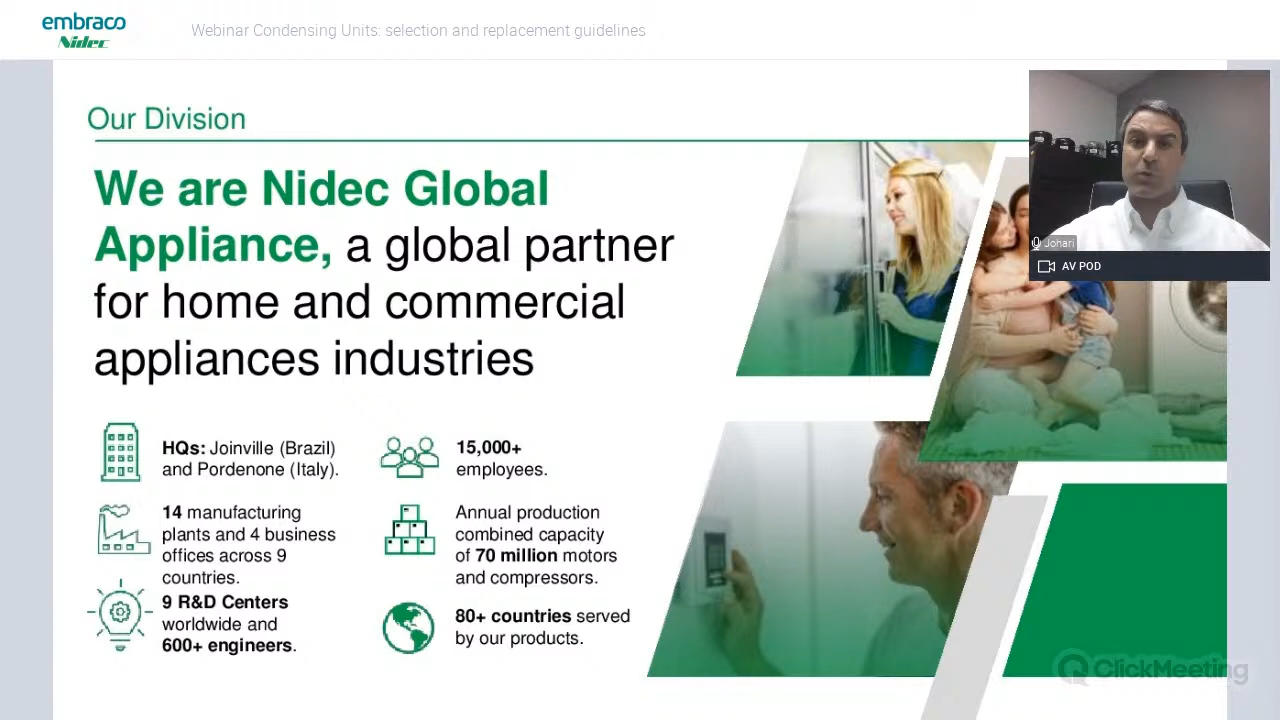 embraco
Nidec
Webinar Condensing Units: selection and replacement guidelines
Our Division
We are Nidec Global
Appliance, a global partner
for home and commercial
appliances industries
HQs: Joinville (Brazil)
and Pordenone (Italy).
14 manufacturing
plants and 4 business
offices across 9
countries.
9 R&D Centers
worldwide and
600+ engineers.
15,000+
employees.
Annual production
combined capacity
of 70 million motors
and compressors.
80+ countries served
by our products.
Johari
AV POD
ClickMeeting